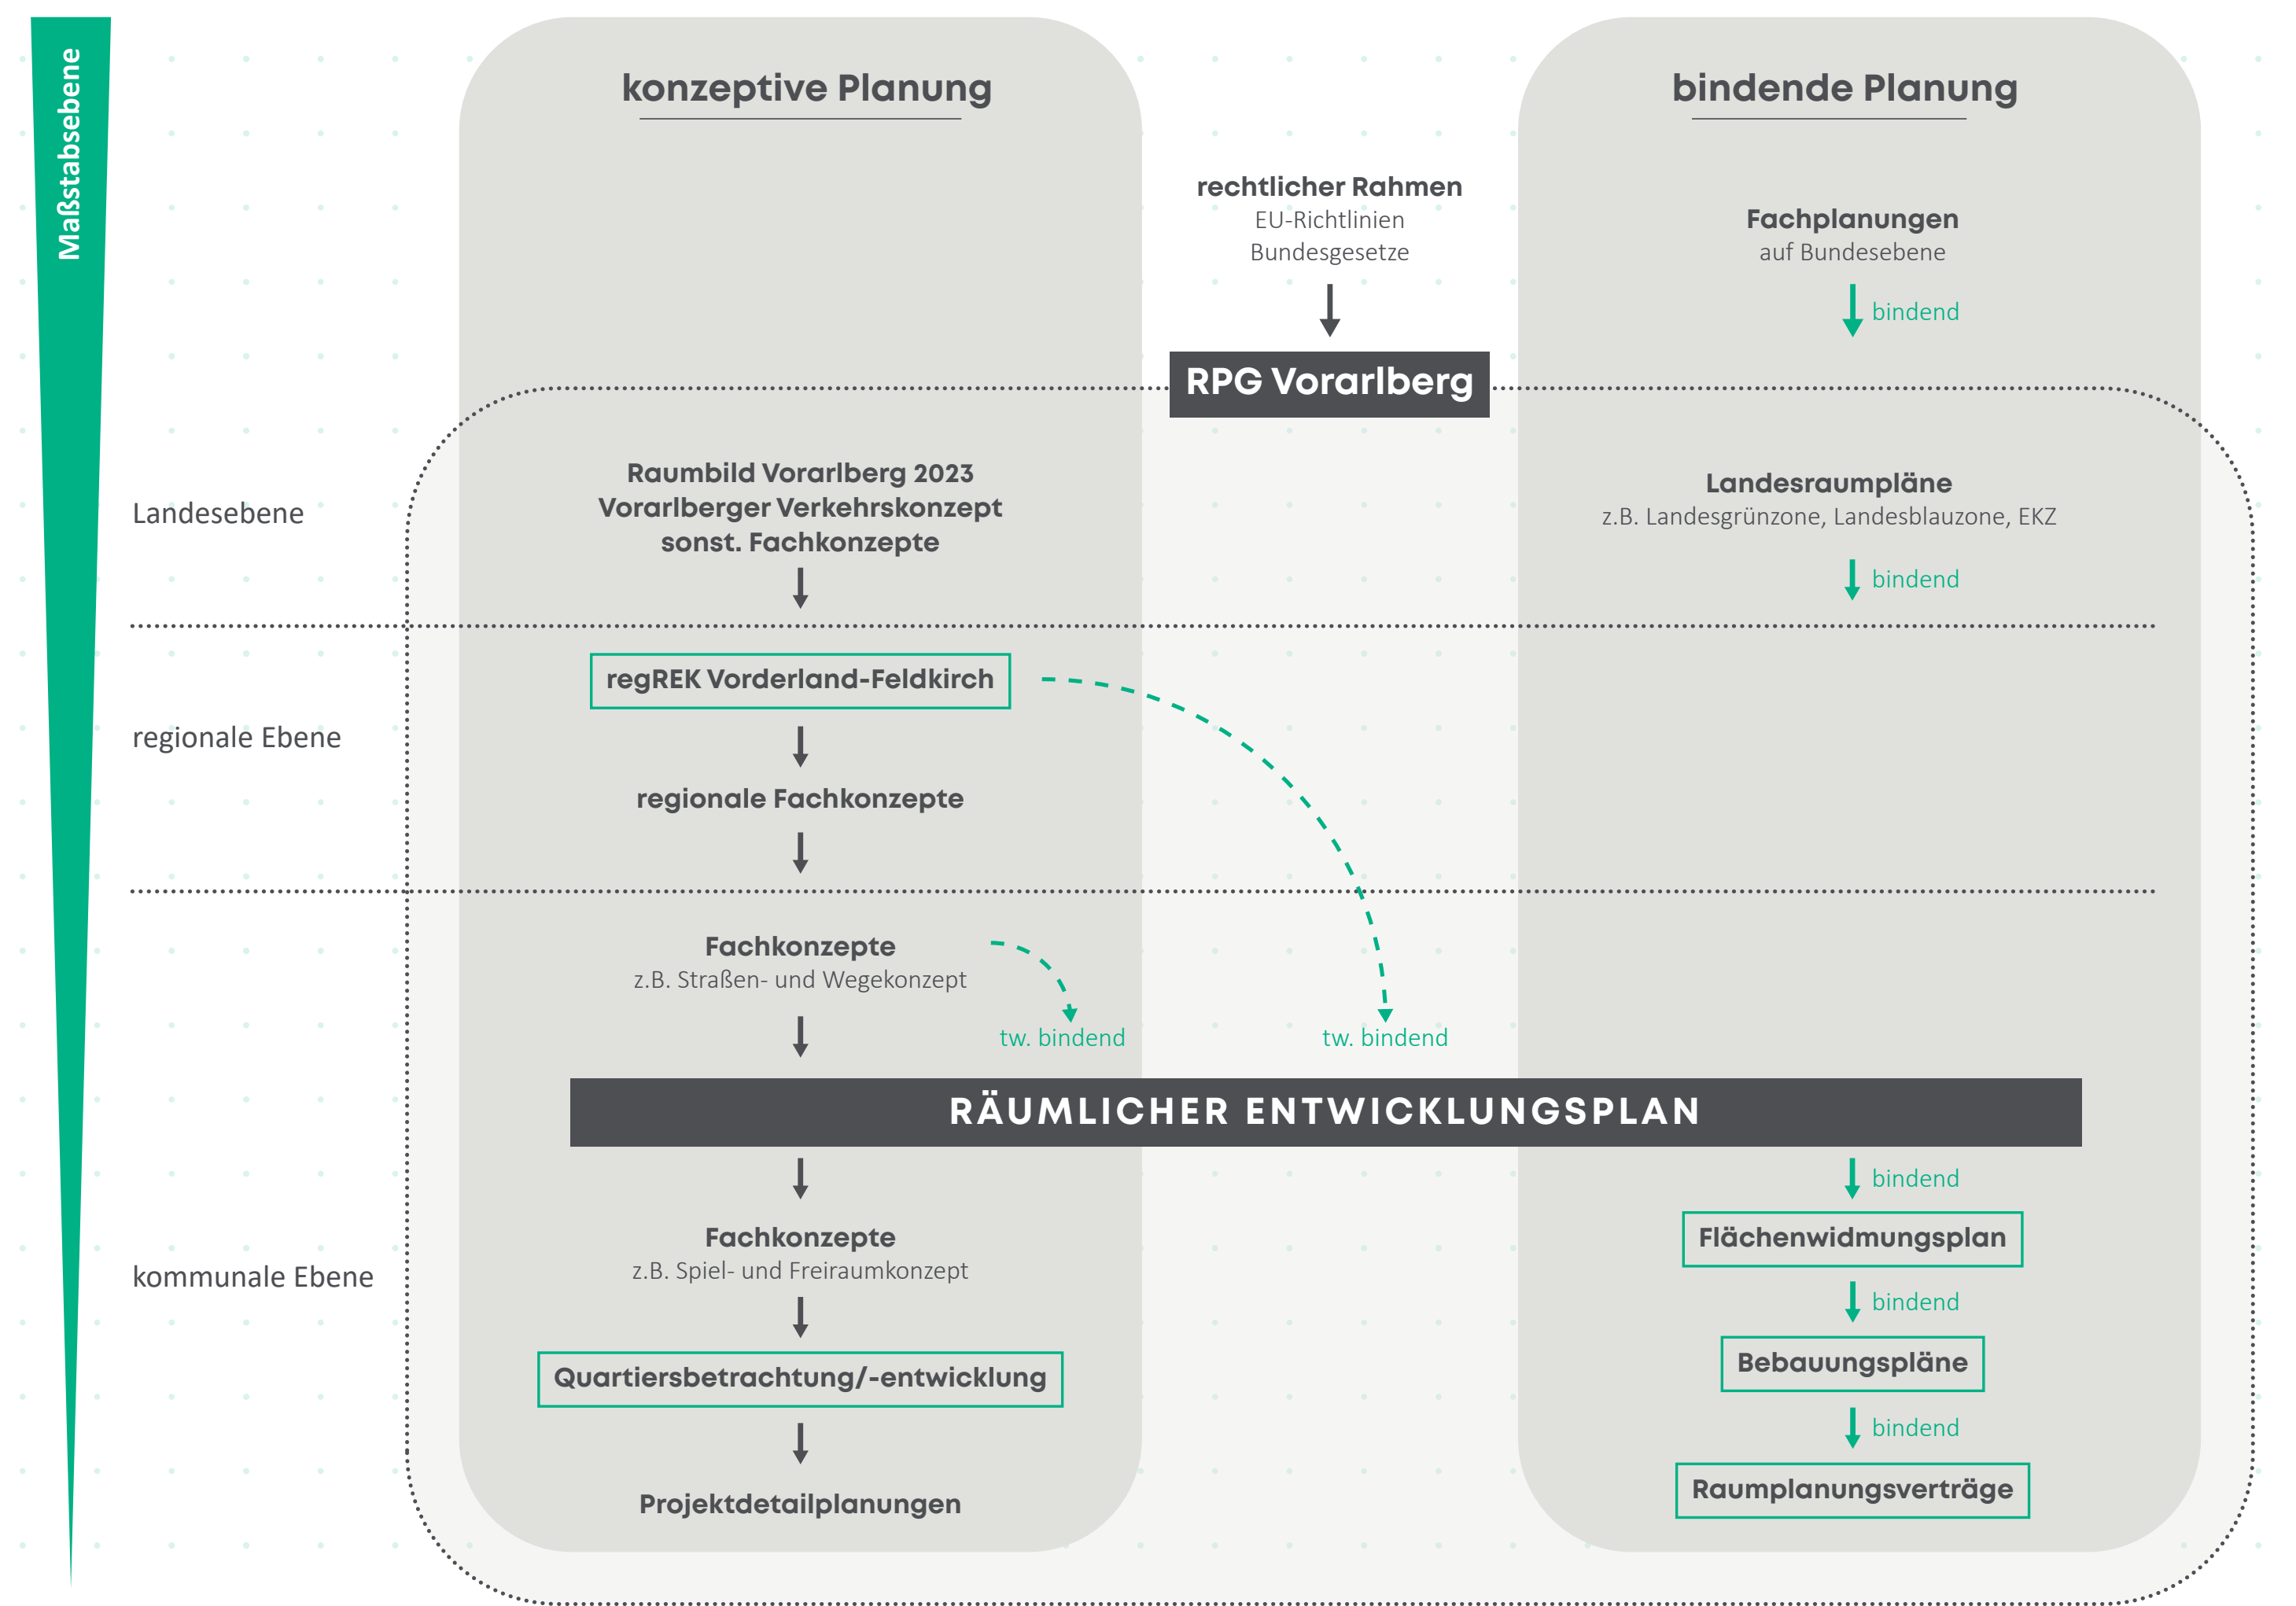 Maßstabsebene
konzeptive Planung
bindende Planung
rechtlicher Rahmen
EU-Richtlinien
Bundesgesetze
Fachplanungen
auf Bundesebene
bindend
RPG Vorarlberg
Landesebene
Raumbild Vorarlberg 2023
Vorarlberger Verkehrskonzept
sonst. Fachkonzepte
Landesraumpläne
z.B. Landesgrünzone, Landesblauzone, EKZ
bindend
regionale Ebene
regREK Vorderland-Feldkirch
regionale Fachkonzepte
Fachkonzepte
z.B. Straßen- und Wegekonzept
tw. bindend
tw. bindend
RÄUMLICHER ENTWICKLUNGSPLAN
kommunale Ebene
Fachkonzepte
z.B. Spiel- und Freiraumkonzept
Quartiersbetrachtung/-entwicklung
Projektdetailplanungen
bindend
Flächenwidmungsplan
bindend
Bebauungspläne
bindend
Raumplanungsverträge